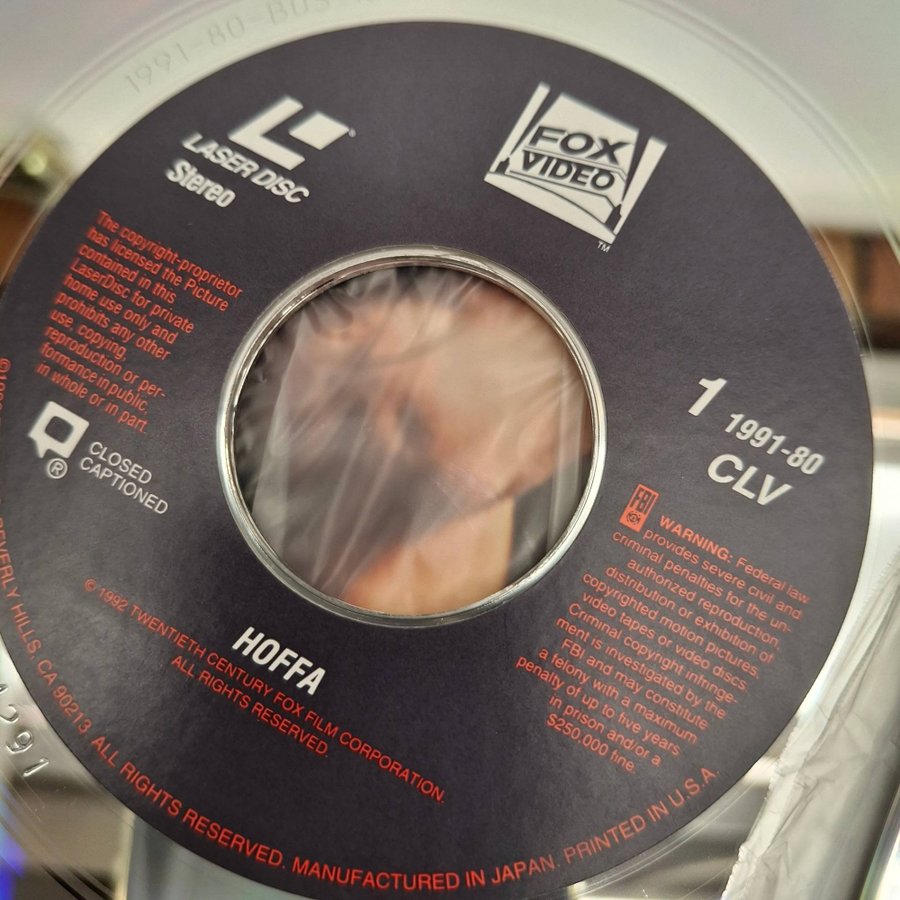 1991-80-B0S
LASER DISC
Stereo
FOX
VIDEO
TM
The copyright-proprietor
has licensed the Picture
contained in this
LaserDisc for private
home use only and
prohibits any other
use, copying,
reproduction or per-
formance in public,
in whole or in part.
®
CLOSED
CAPTIONED
1 1991-80
CLV
FBI
WARNING: Federal law
provides severe civil and
criminal penalties for the un-
authorized reproduction,
distribution or exhibition of
copyrighted motion pictures,
video tapes or video discs.
Criminal copyright infringe-
ment is investigated by the
FBI and may constitute
a felony with a maximum
penalty of up to five years
in prison and/or a
$250,000 fine.
HOFFA
© 1992 TWENTIETH CENTURY FOX FILM CORPORATION.
ALL RIGHTS RESERVED.
BEVERLY HILLS, CA 90213. ALL RIGHTS RESERVED. MANUFACTURED IN JAPAN. PRINTED IN U.S.A.
291